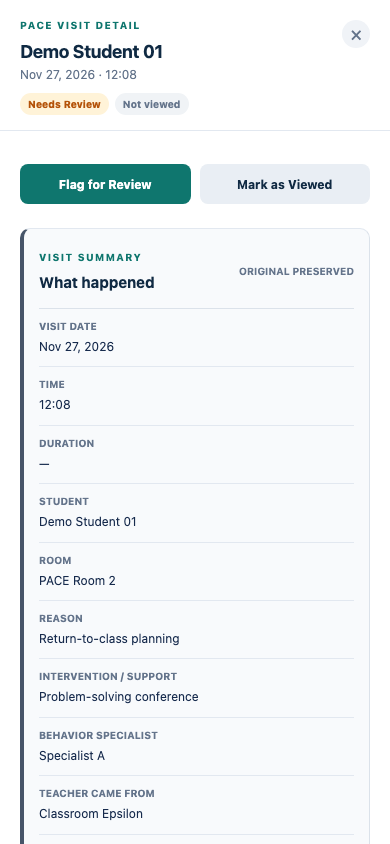 PACE VISIT DETAIL
Demo Student 01
Nov 27, 2026 · 12:08
Needs Review
Not viewed
Flag for Review
Mark as Viewed
VISIT SUMMARY
What happened
ORIGINAL PRESERVED
VISIT DATE
Nov 27, 2026
TIME
12:08
DURATION
—
STUDENT
Demo Student 01
ROOM
PACE Room 2
REASON
Return-to-class planning
INTERVENTION / SUPPORT
Problem-solving conference
BEHAVIOR SPECIALIST
Specialist A
TEACHER CAME FROM
Classroom Epsilon